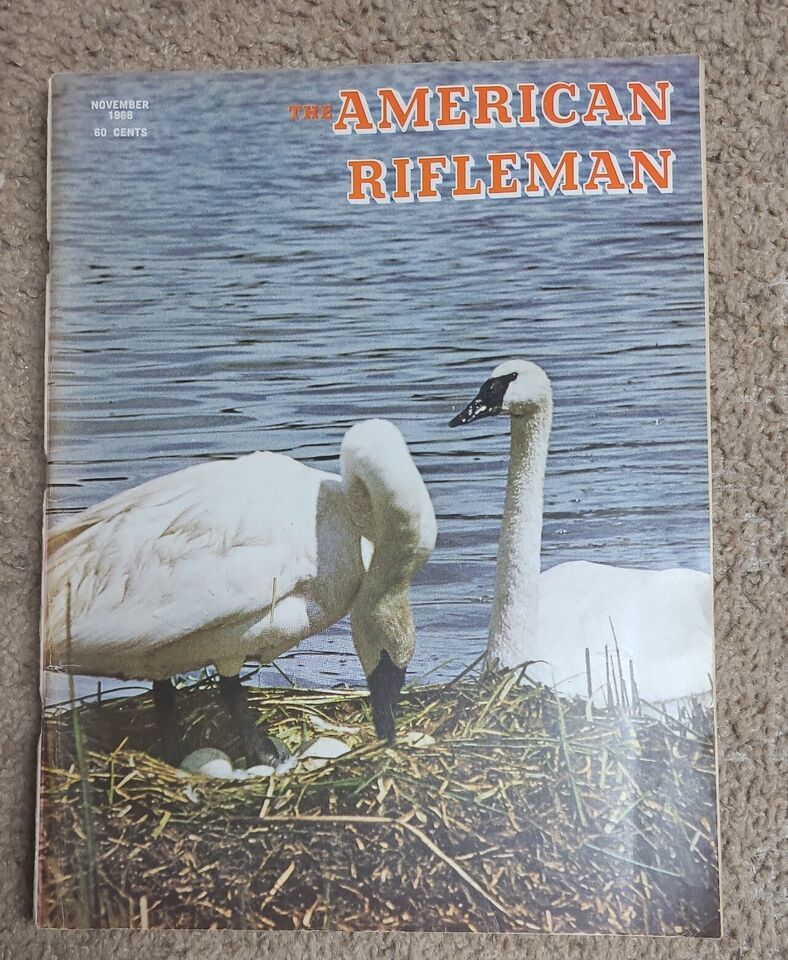 NOVEMBER
1968
60 CENTS
THE AMERICAN
RIFLEMAN